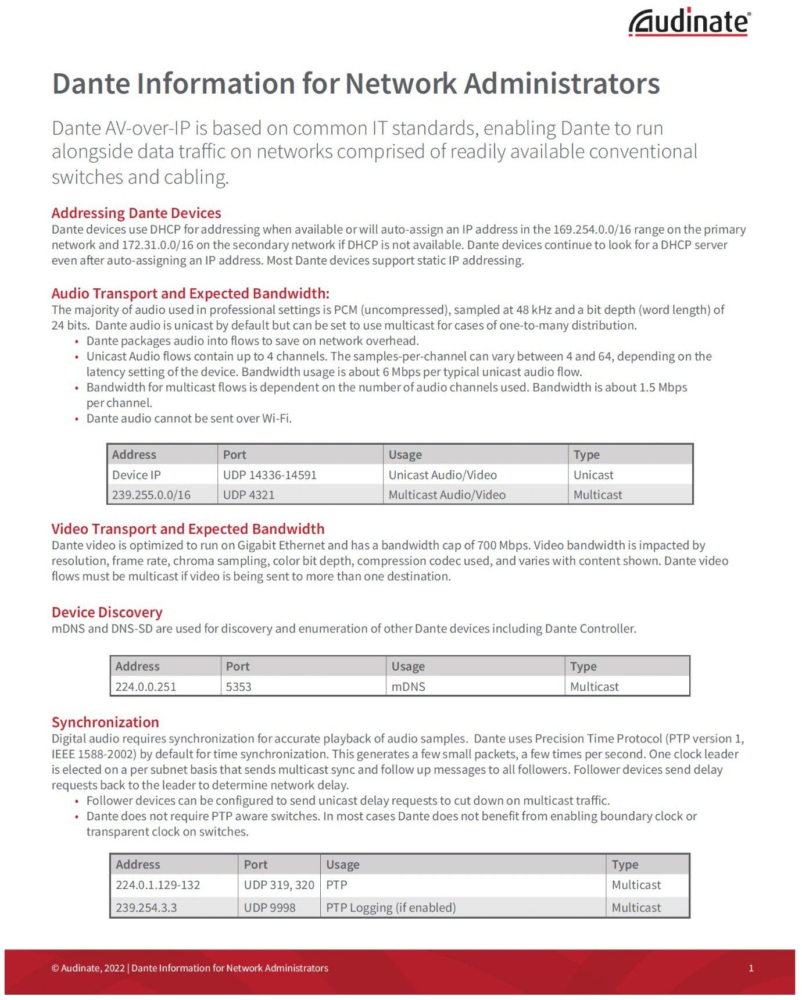 Audinate®
Dante Information for Network Administrators
Dante AV-over-IP is based on common IT standards, enabling Dante to run
alongside data traffic on networks comprised of readily available conventional
switches and cabling.
Addressing Dante Devices
Dante devices use DHCP for addressing when available or will auto-assign an IP address in the 169.254.0.0/16 range on the primary
network and 172.31.0.0/16 on the secondary network if DHCP is not available. Dante devices continue to look for a DHCP server
even after auto-assigning an IP address. Most Dante devices support static IP addressing.
Audio Transport and Expected Bandwidth:
The majority of audio used in professional settings is PCM (uncompressed), sampled at 48 kHz and a bit depth (word length) of
24 bits. Dante audio is unicast by default but can be set to use multicast for cases of one-to-many distribution.
• Dante packages audio into flows to save on network overhead.
• Unicast Audio flows contain up to 4 channels. The samples-per-channel can vary between 4 and 64, depending on the
latency setting of the device. Bandwidth usage is about 6 Mbps per typical unicast audio flow.
• Bandwidth for multicast flows is dependent on the number of audio channels used. Bandwidth is about 1.5 Mbps
per channel.
• Dante audio cannot be sent over Wi-Fi.
Address Port Usage Type
Device IP UDP 14336-14591 Unicast Audio/Video Unicast
239.255.0.0/16 UDP 4321 Multicast Audio/Video Multicast
Video Transport and Expected Bandwidth
Dante video is optimized to run on Gigabit Ethernet and has a bandwidth cap of 700 Mbps. Video bandwidth is impacted by
resolution, frame rate, chroma sampling, color bit depth, compression codec used, and varies with content shown. Dante video
flows must be multicast if video is being sent to more than one destination.
Device Discovery
mDNS and DNS-SD are used for discovery and enumeration of other Dante devices including Dante Controller.
Address Port Usage Type
224.0.0.251 5353 mDNS Multicast
Synchronization
Digital audio requires synchronization for accurate playback of audio samples. Dante uses Precision Time Protocol (PTP version 1,
IEEE 1588-2002) by default for time synchronization. This generates a few small packets, a few times per second. One clock leader
is elected on a per subnet basis that sends multicast sync and follow up messages to all followers. Follower devices send delay
requests back to the leader to determine network delay.
• Follower devices can be configured to send unicast delay requests to cut down on multicast traffic.
• Dante does not require PTP aware switches. In most cases Dante does not benefit from enabling boundary clock or
transparent clock on switches.
Address Port Usage Type
224.0.1.129-132 UDP 319, 320 PTP Multicast
239.254.3.3 UDP 9998 PTP Logging (if enabled) Multicast
© Audinate, 2022 | Dante Information for Network Administrators 1